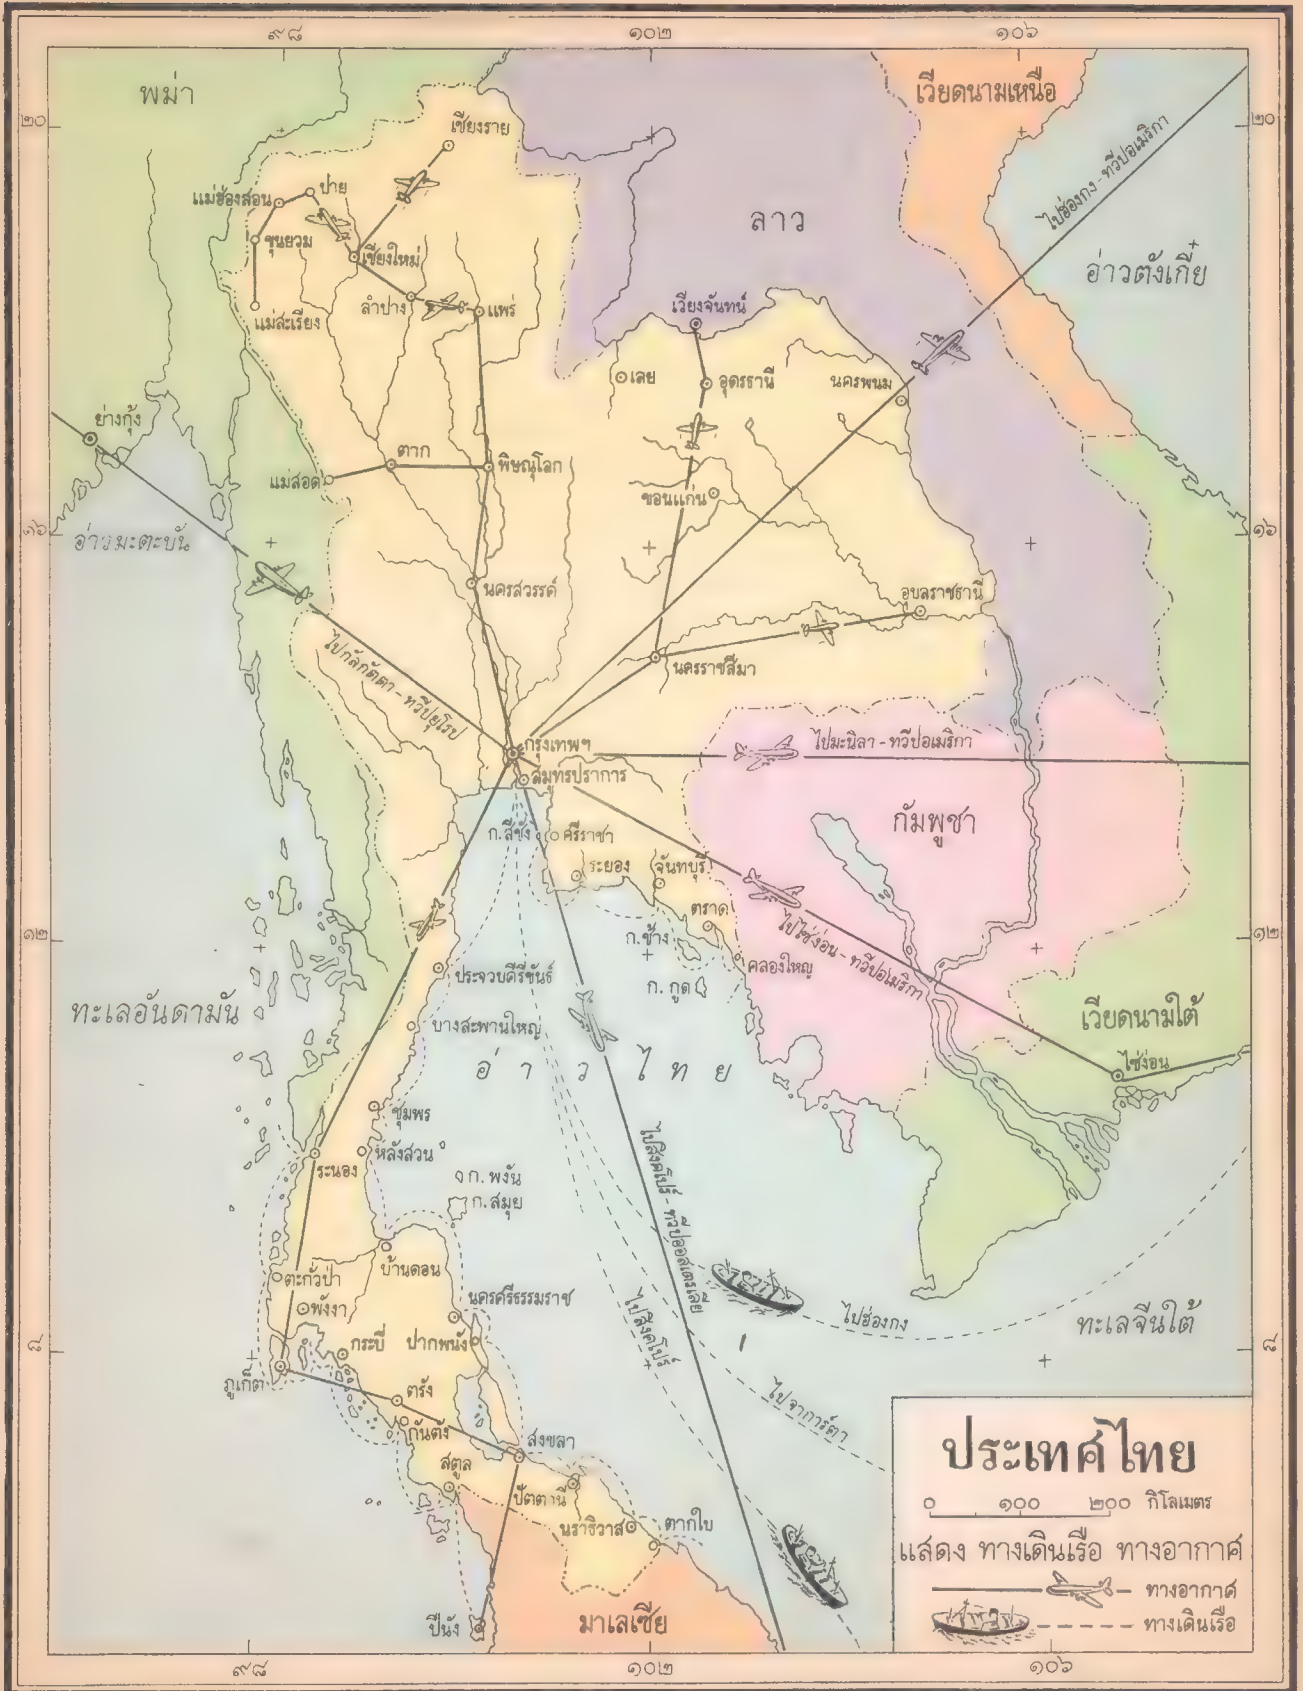 ๙๘
๑๐๒
๑๐๖
พม่า
เวียดนามเหนือ
๒๐
๒๐
เชียงราย
ไปฮ่องกง - ทวีปอเมริกา
แม่ฮ่องสอน
ปาย
ลาว
ขุนยวม
เชียงใหม่
อ่าวตังเกี๋ย
แม่สะเรียง
ลำปาง
แพร่
เวียงจันทน์
เลย
อุดรธานี
นครพนม
ย่างกุ้ง
ตาก
พิษณุโลก
แม่สอด
ขอนแก่น
๑๖
๑๖
อ่าวมะตะบัน
นครสวรรค์
อุบลราชธานี
ไปกลักตัตา - ทวีปยุโรป
นครราชสีมา
กรุงเทพฯ
ไปมะนิลา - ทวีปอเมริกา
สมุทรปราการ
กัมพูชา
ก.สีชัง
ศรีราชา
ระยอง
จันทบุรี
ตราด
ไปไซ่ง่อน - ทวีปอเมริกา
๑๒
๑๒
ก.ช้าง
คลองใหญ่
ประจวบคีรีขันธ์
ก. กูด
ทะเลอันดามัน
บางสะพานใหญ่
เวียดนามใต้
อ่าวไทย
ไซ่ง่อน
ชุมพร
ระนอง
หลังสวน
ก. พงัน
ก. สมุย
ไปสิงคโปร์ - ทวีปออสเตรเลีย
บ้านดอน
ตะกั่วป่า
พังงา
นครศรีธรรมราช
ไปสิงคโปร์
ไปฮ่องกง
ทะเลจีนใต้
๘
๘
กระบี่
ปากพนัง
ภูเก็ต
ตรัง
ไปจาการ์ตา
กันตัง
สงขลา
สตูล
ปัตตานี
นราธิวาส
ตากใบ
ปีนัง
มาเลเซีย
ประเทศไทย
๐ ๑๐๐ ๒๐๐ กิโลเมตร
แสดง ทางเดินเรือ ทางอากาศ
ทางอากาศ
ทางเดินเรือ
๙๘
๑๐๒
๑๐๖